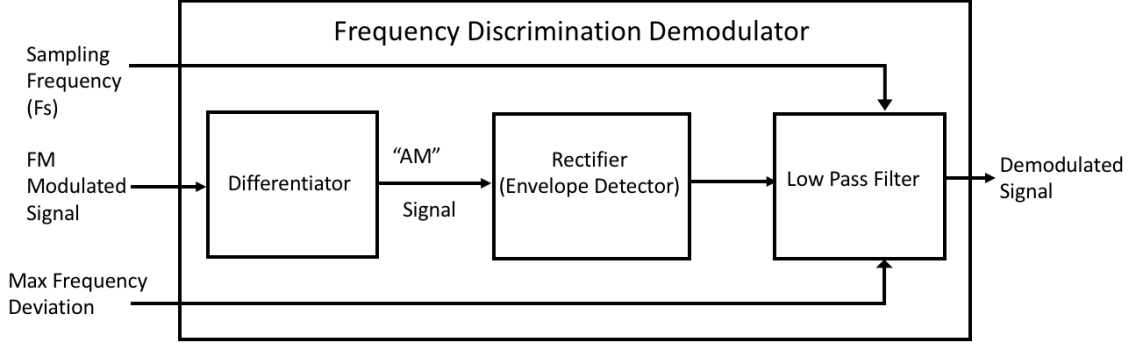 Frequency Discrimination Demodulator
Sampling
Frequency
(Fs)
FM
Modulated
Signal
Differentiator
“AM”
Signal
Rectifier
(Envelope Detector)
Low Pass Filter
Demodulated
Signal
Max Frequency
Deviation